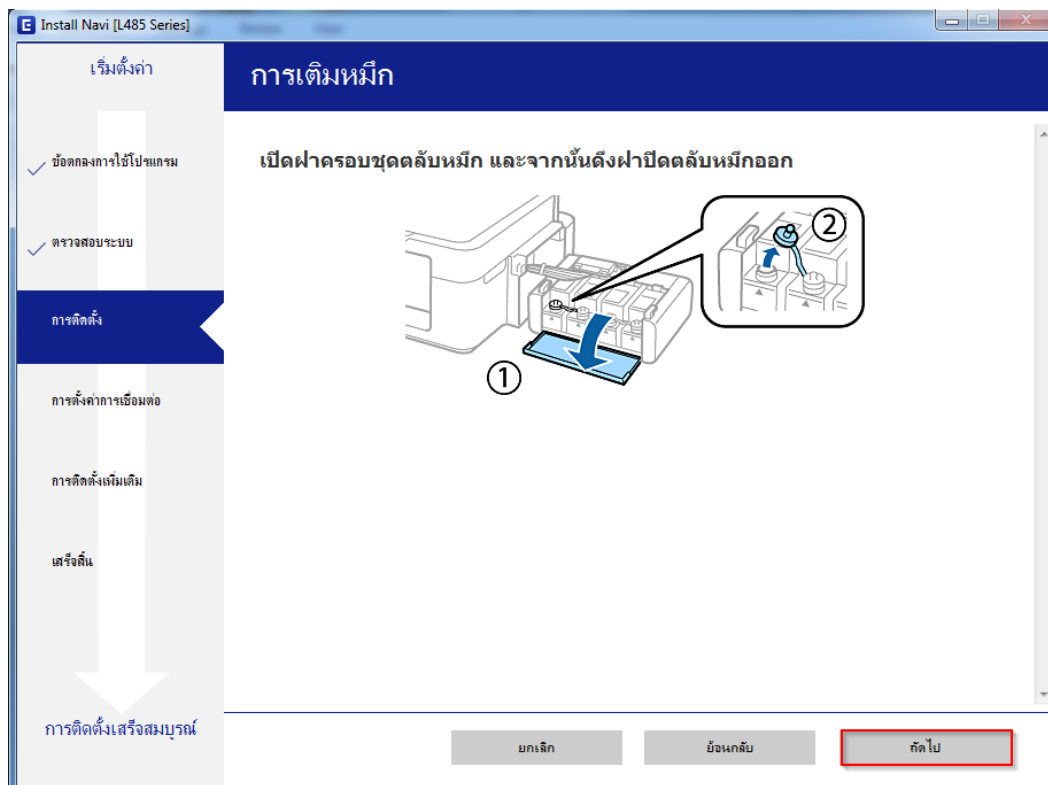 Install Navi [L485 Series]
เริ่มตั้งค่า
การเติมหมึก
ข้อตกลงการใช้โปรแกรม
ตรวจสอบระบบ
การติดตั้ง
การตั้งค่าการเชื่อมต่อ
การติดตั้งเพิ่มเติม
เสร็จสิ้น
การติดตั้งเสร็จสมบูรณ์
เปิดฝาครอบชุดตลับหมึก และจากนั้นดึงฝาปิดตลับหมึกออก
②
①
ยกเลิก
ย้อนกลับ
ถัดไป